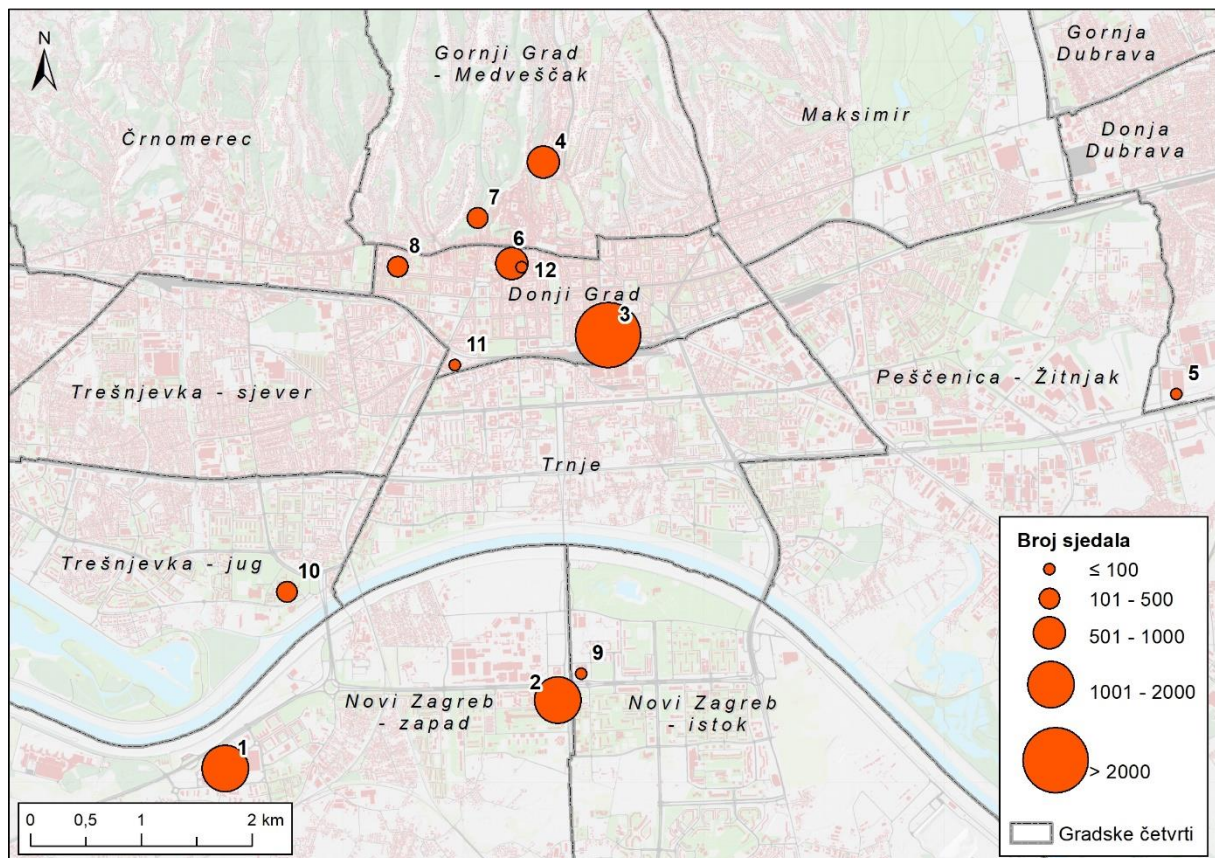 N
Gornji Grad
- Medveščak
Gornja
Dubrava
Maksimir
Črnomerec
Donja
Dubrava
4
7
6
8
12
Donji Grad
3
11
Trešnjevka - sjever
Peščenica - Žitnjak
5
Trnje
Trešnjevka - jug
10
9
2
Novi Zagreb
- zapad
Novi Zagreb
- istok
1
0
0,5
1
2 km
Broj sjedala
≤ 100
101 - 500
501 - 1000
1001 - 2000
> 2000
Gradske četvrti